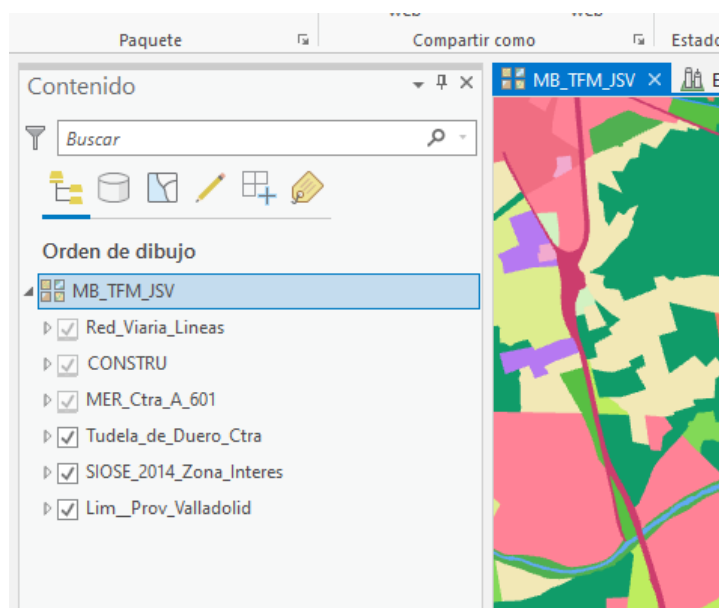 Paquete
Compartir como
Estado
Contenido
MB_TFM_JSV
E
Buscar
Orden de dibujo
MB_TFM_JSV
Red_Viaria_Lineas
CONSTRU
MER_Ctra_A_601
Tudela_de_Duero_Ctra
SIOSE_2014_Zona_Interes
Lim__Prov_Valladolid